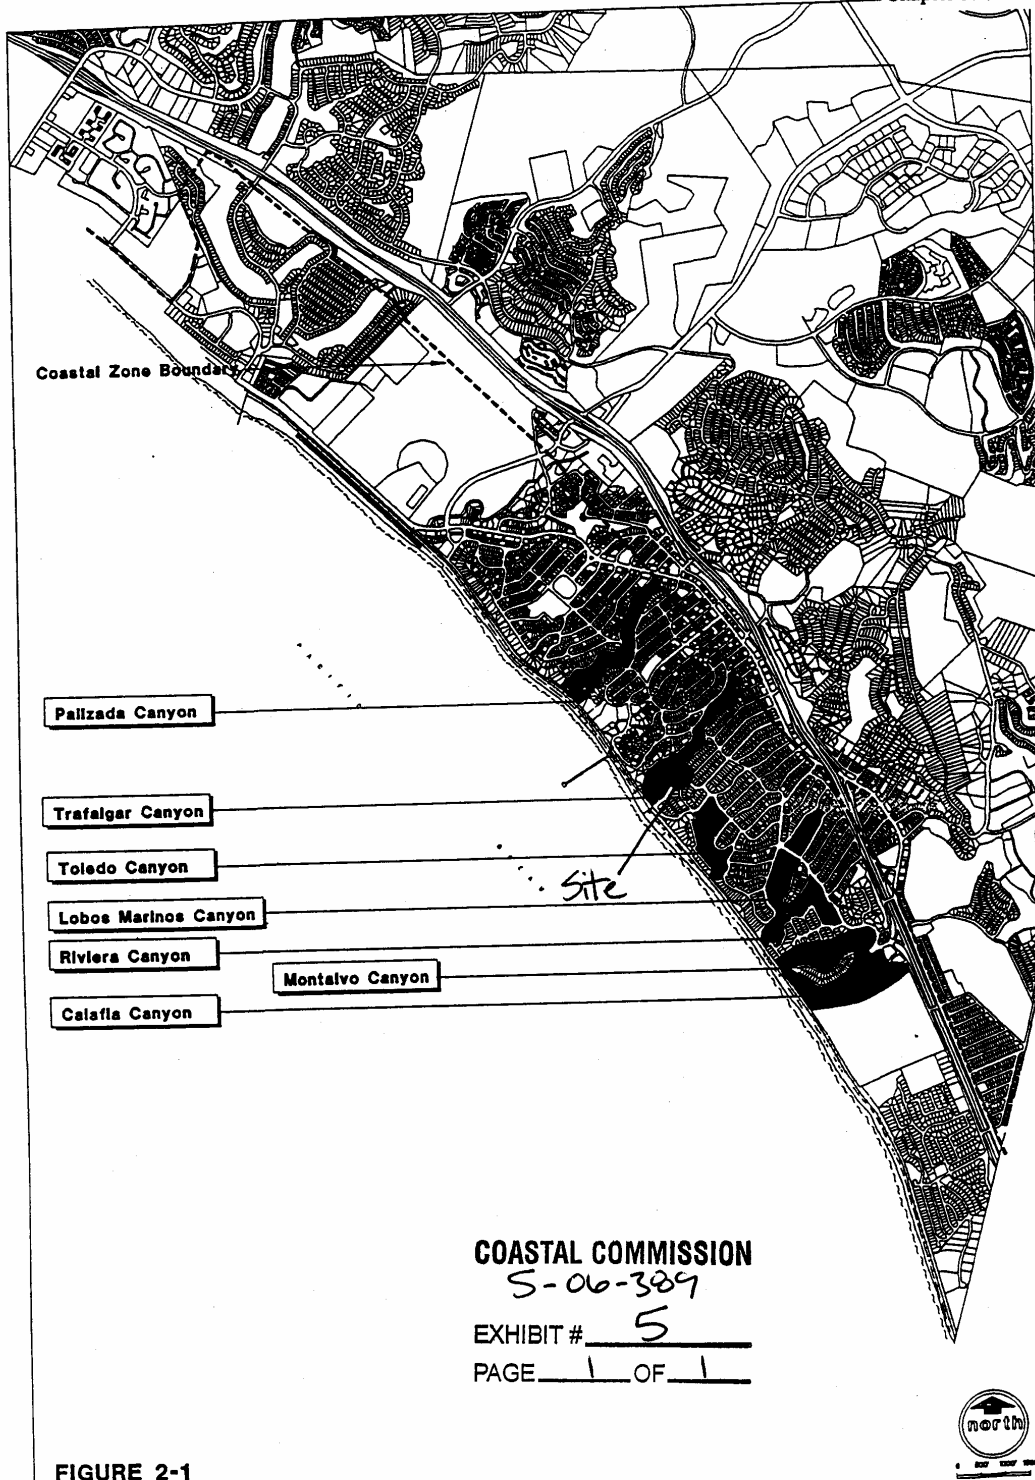 Coastal Zone Boundary
Palizada Canyon
Trafalgar Canyon
Toledo Canyon
Site
Lobos Marinos Canyon
Riviera Canyon
Montalvo Canyon
Calafia Canyon
COASTAL COMMISSION
5-06-389
EXHIBIT # 5
PAGE 1 OF 1
north
FIGURE 2-1